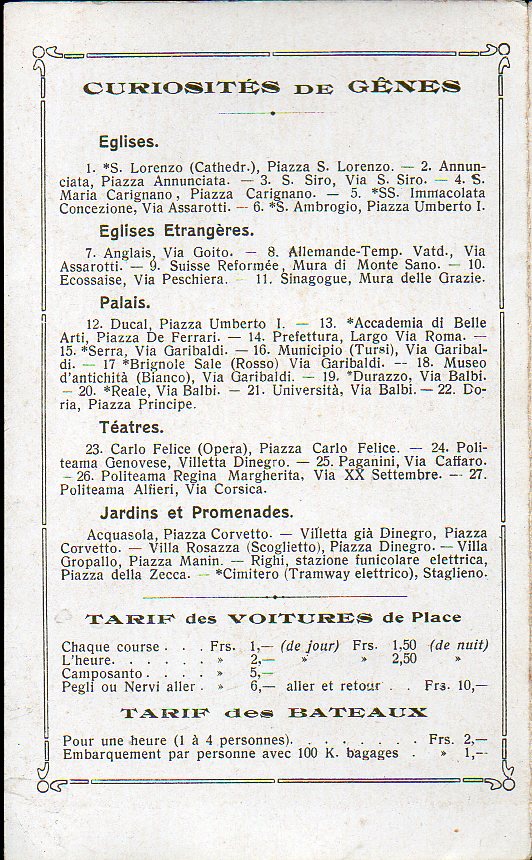 CURIOSITÉS DE GÊNES
Eglises.
1. *S. Lorenzo (Cathedr.), Piazza S. Lorenzo. — 2. Annun-
ciata, Piazza Annunciata. — 3. S. Siro, Via S. Siro. — 4. S.
Maria Carignano, Piazza Carignano. — 5. *SS. Immacolata
Concezione, Via Assarotti. — 6. *S. Ambrogio, Piazza Umberto I.
Eglises Etrangères.
7. Anglais, Via Goito. — 8. Allemande-Temp. Vatd., Via
Assarotti. — 9. Suisse Reformée, Mura di Monte Sano. — 10.
Ecossaise, Via Peschiera. — 11. Sinagogue, Mura delle Grazie.
Palais.
12. Ducal, Piazza Umberto I. — 13. *Accademia di Belle
Arti, Piazza De Ferrari. — 14. Prefettura, Largo Via Roma. —
15. *Serra, Via Garibaldi. — 16. Municipio (Tursi), Via Garibal-
di. — 17 *Brignole Sale (Rosso) Via Garibaldi. — 18. Museo
d'antichità (Bianco), Via Garibaldi. — 19. *Durazzo, Via Balbi.
— 20. *Reale, Via Balbi. — 21. Università, Via Balbi. — 22. Do-
ria, Piazza Principe.
Téatres.
23. Carlo Felice (Opera), Piazza Carlo Felice. — 24. Poli-
teama Genovese, Villetta Dinegro. — 25. Paganini, Via Caffaro.
— 26. Politeama Regina Margherita, Via XX Settembre. — 27.
Politeama Alfieri, Via Corsica.
Jardins et Promenades.
Acquasola, Piazza Corvetto. — Villetta già Dinegro, Piazza
Corvetto. — Villa Rosazza (Scoglietto), Piazza Dinegro. — Villa
Gropallo, Piazza Manin. — Righi, stazione funicolare elettrica,
Piazza della Zecca. — *Cimitero (Tramway elettrico), Staglieno.
TARIF des VOITURES de Place
Chaque course . . . Frs. 1,— (de jour) Frs. 1,50 (de nuit)
L'heure. . . . . . . » 2,— » » 2,50 »
Camposanto . . . . » 5,—
Pegli ou Nervi aller . » 6,— aller et retour . . Frs. 10,—
TARIF des BATEAUX
Pour une heure (1 à 4 personnes). . . . . . . . Frs. 2,—
Embarquement par personne avec 100 K. bagages . » 1,—